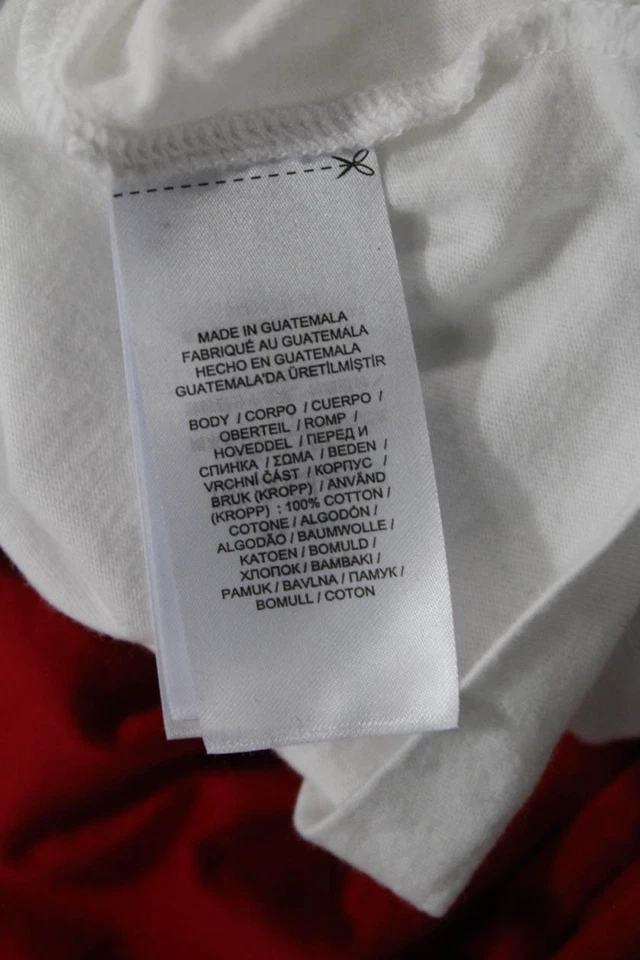 MADE IN GUATEMALA
FABRIQUÉ AU GUATEMALA
HECHO EN GUATEMALA
GUATEMALA'DA ÜRETİLMİŞTİR
BODY / CORPO / CUERPO /
OBERTEIL / ROMP /
HOVEDDEL / ПЕРЕД И
СПИНКА / ΣΩΜΑ / BEDEN /
VRCHNÍ ČÁST / КОРПУС /
BRUK (KROPP) / ANVÄND
(KROPP) : 100% COTTON /
COTONE / ALGODÓN /
ALGODÃO / BAUMWOLLE /
KATOEN / BOMULD /
ХЛОПОК / ΒΑΜΒΑΚΙ /
PAMUK / BAVLNA / ПАМУК /
BOMULL / COTON